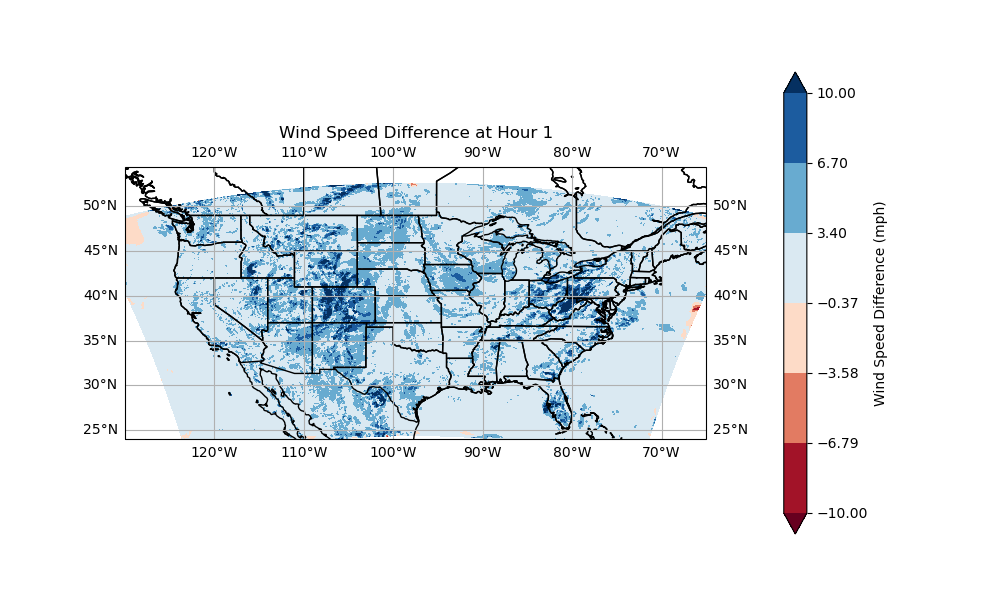 Wind Speed Difference at Hour 1
120°W 110°W 100°W 90°W 80°W 70°W
50°N 50°N
45°N 45°N
40°N 40°N
35°N 35°N
30°N 30°N
25°N 25°N
120°W 110°W 100°W 90°W 80°W 70°W
10.00
6.70
3.40
−0.37
−3.58
−6.79
−10.00
Wind Speed Difference (mph)